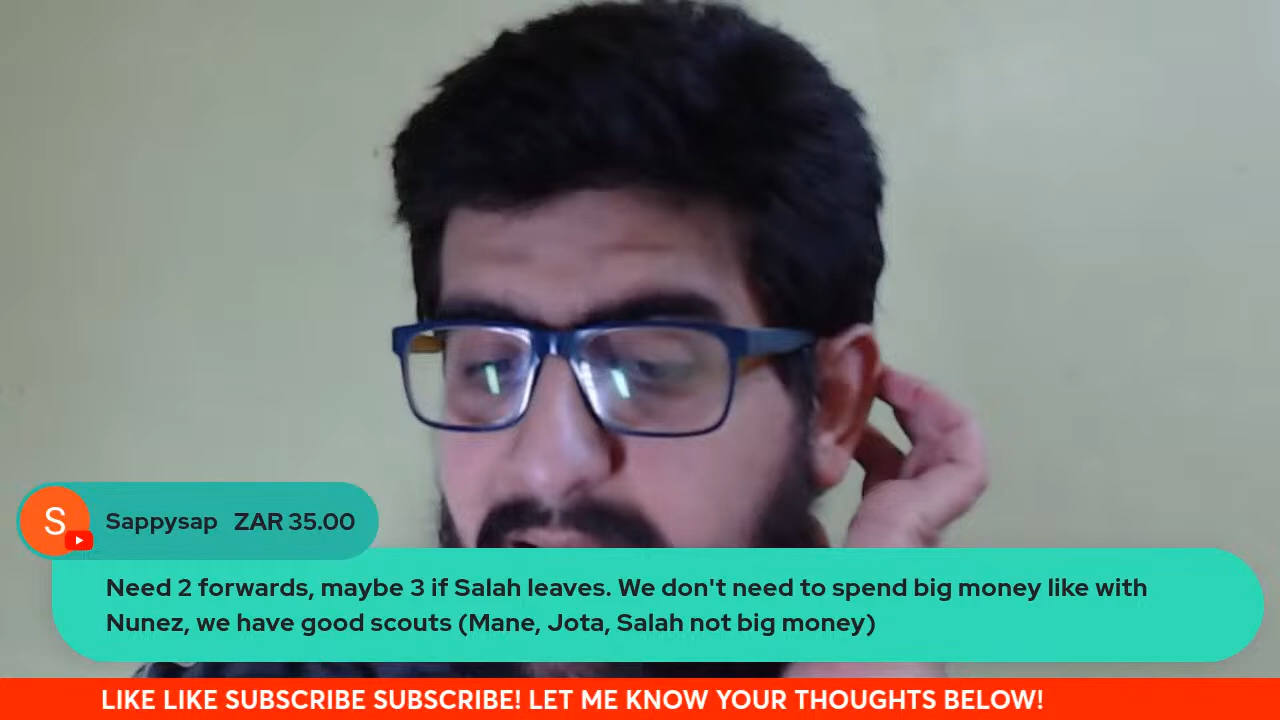 S
Sappysap ZAR 35.00
Need 2 forwards, maybe 3 if Salah leaves. We don't need to spend big money like with
Nunez, we have good scouts (Mane, Jota, Salah not big money)
LIKE LIKE SUBSCRIBE SUBSCRIBE! LET ME KNOW YOUR THOUGHTS BELOW!